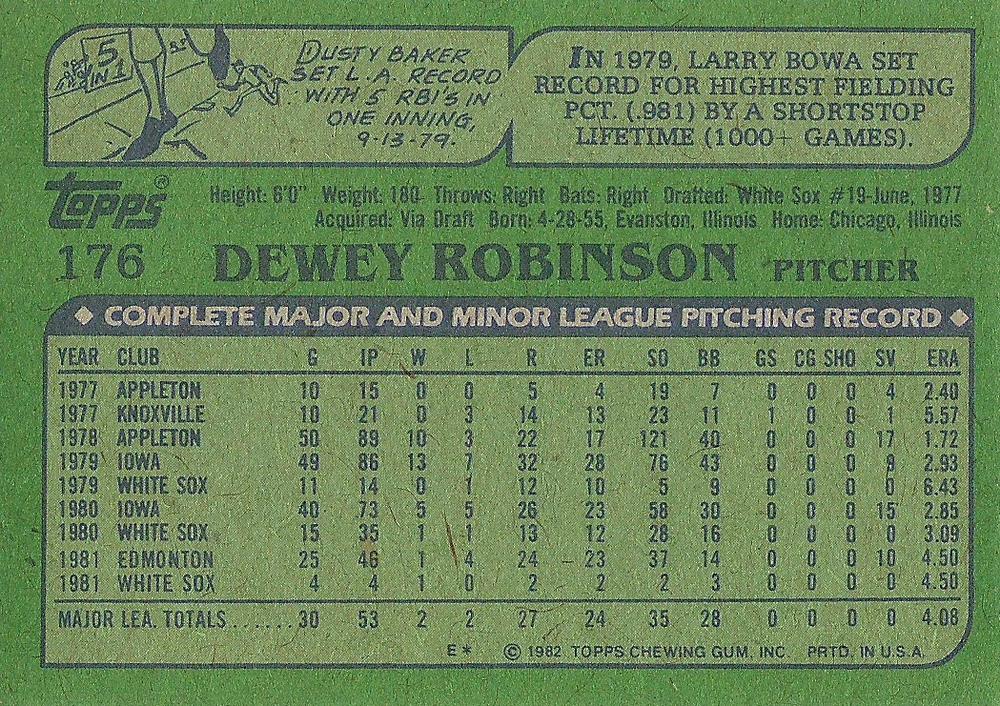 5
IN 1
DUSTY BAKER
SET L.A. RECORD
WITH 5 RBI'S IN
ONE INNING,
9-13-79.
IN 1979, LARRY BOWA SET
RECORD FOR HIGHEST FIELDING
PCT. (.981) BY A SHORTSTOP
LIFETIME (1000+ GAMES).
Topps®
Height: 6'0" Weight: 180 Throws: Right Bats: Right Drafted: White Sox #19-June, 1977
Acquired: Via Draft Born: 4-28-55, Evanston, Illinois Home: Chicago, Illinois
176 DEWEY ROBINSON PITCHER
◆ COMPLETE MAJOR AND MINOR LEAGUE PITCHING RECORD ◆
YEAR CLUB G IP W L R ER SO BB GS CG SHO SV ERA
1977 APPLETON 10 15 0 0 5 4 19 7 0 0 0 4 2.40
1977 KNOXVILLE 10 21 0 3 14 13 23 11 1 0 0 1 5.57
1978 APPLETON 50 89 10 3 22 17 121 40 0 0 0 17 1.72
1979 IOWA 49 86 13 7 32 28 76 43 0 0 0 9 2.93
1979 WHITE SOX 11 14 0 1 12 10 5 9 0 0 0 0 6.43
1980 IOWA 40 73 5 5 26 23 58 30 0 0 0 15 2.85
1980 WHITE SOX 15 35 1 1 13 12 28 16 0 0 0 0 3.09
1981 EDMONTON 25 46 1 4 24 23 37 14 0 0 0 10 4.50
1981 WHITE SOX 4 4 1 0 2 2 2 3 0 0 0 0 4.50
MAJOR LEA. TOTALS......30 53 2 2 27 24 35 28 0 0 0 0 4.08
E* © 1982 TOPPS CHEWING GUM, INC. PRTD. IN U.S.A.